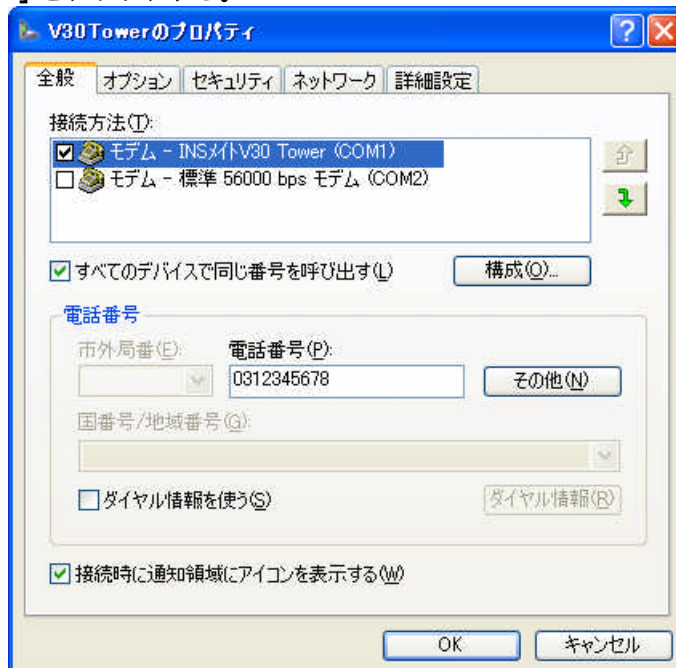 V30Towerのプロパティ
全般 オプション セキュリティ ネットワーク 詳細設定
接続方法(T):
モデム - INSメイトV30 Tower (COM1)
モデム - 標準 56000 bps モデム (COM2)
すべてのデバイスで同じ番号を呼び出す(L) 構成(O)...
電話番号
市外局番(E): 電話番号(P):
0312345678 その他(N)
国番号/地域番号(G):
ダイヤル情報を使う(S) ダイヤル情報(R)
接続時に通知領域にアイコンを表示する(W)
OK キャンセル